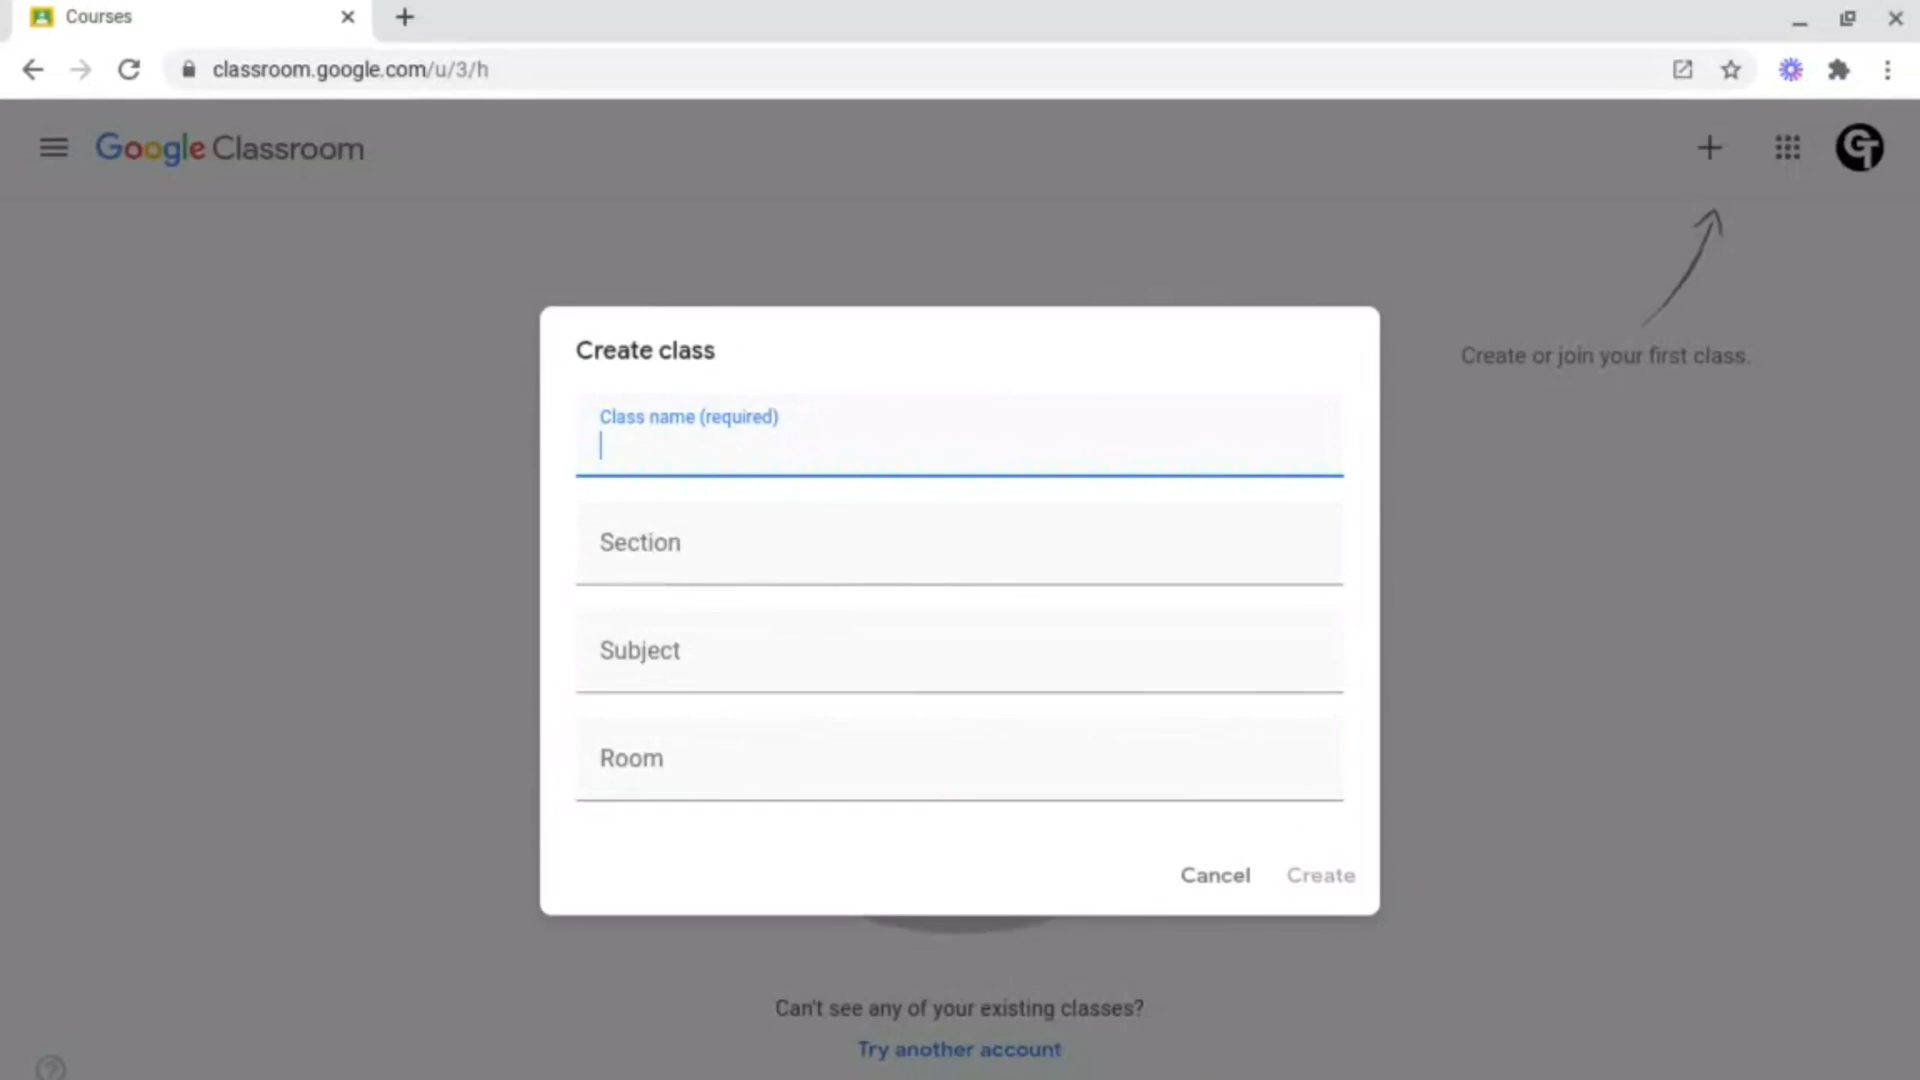 Courses
classroom.google.com/u/3/h
Google Classroom
GT
Create or join your first class.
Create class
Class name (required)
Section
Subject
Room
Cancel Create
Can't see any of your existing classes?
Try another account